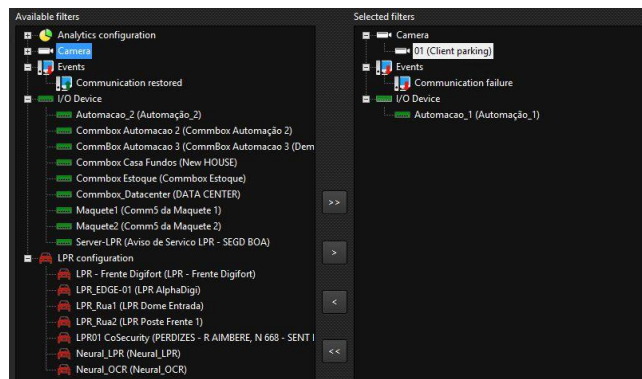 Available filters
Analytics configuration
Camera
Events
Communication restored
I/O Device
Automacao_2 (Automação_2)
Commbox Automacao 2 (Commbox Automação 2)
CommBox Automacao 3 (CommBox Automacao 3 (Dem
Commbox Casa Fundos (New HOUSE)
Commbox Estoque (Commbox Estoque)
Commbox_Datacenter (DATA CENTER)
Maquete1 (Comm5 da Maquete 1)
Maquete2 (Comm5 da Maquete 2)
Server-LPR (Aviso de Servico LPR - SEGD BOA)
LPR configuration
LPR - Frente Digifort (LPR - Frente Digifort)
LPR_EDGE-01 (LPR AlphaDigi)
LPR_Rua1 (LPR Dome Entrada)
LPR_Rua2 (LPR Poste Frente 1)
LPR01 CoSecurity (PERDIZES - R AIMBERE, N 668 - SENT I
Neural_LPR (Neural_LPR)
Neural_OCR (Neural_OCR)
>>
>
<
<<
Selected filters
Camera
01 (Client parking)
Events
Communication failure
I/O Device
Automacao_1 (Automação_1)